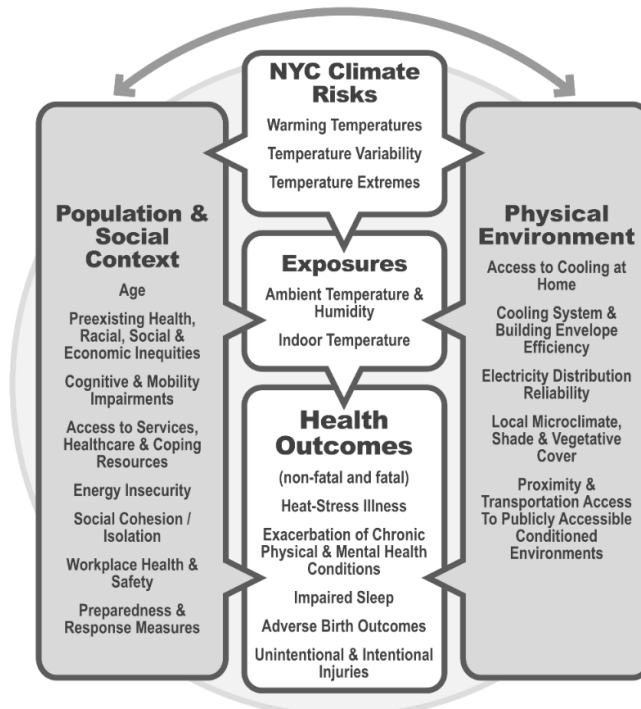 NYC Climate
Risks
Warming Temperatures
Temperature Variability
Temperature Extremes
Population &
Social
Context
Age
Preexisting Health,
Racial, Social &
Economic Inequities
Cognitive & Mobility
Impairments
Access to Services,
Healthcare & Coping
Resources
Energy Insecurity
Social Cohesion /
Isolation
Workplace Health &
Safety
Preparedness &
Response Measures
Exposures
Ambient Temperature &
Humidity
Indoor Temperature
Health
Outcomes
(non-fatal and fatal)
Heat-Stress Illness
Exacerbation of Chronic
Physical & Mental Health
Conditions
Impaired Sleep
Adverse Birth Outcomes
Unintentional & Intentional
Injuries
Physical
Environment
Access to Cooling at
Home
Cooling System &
Building Envelope
Efficiency
Electricity Distribution
Reliability
Local Microclimate,
Shade & Vegetative
Cover
Proximity &
Transportation Access
To Publicly Accessible
Conditioned
Environments